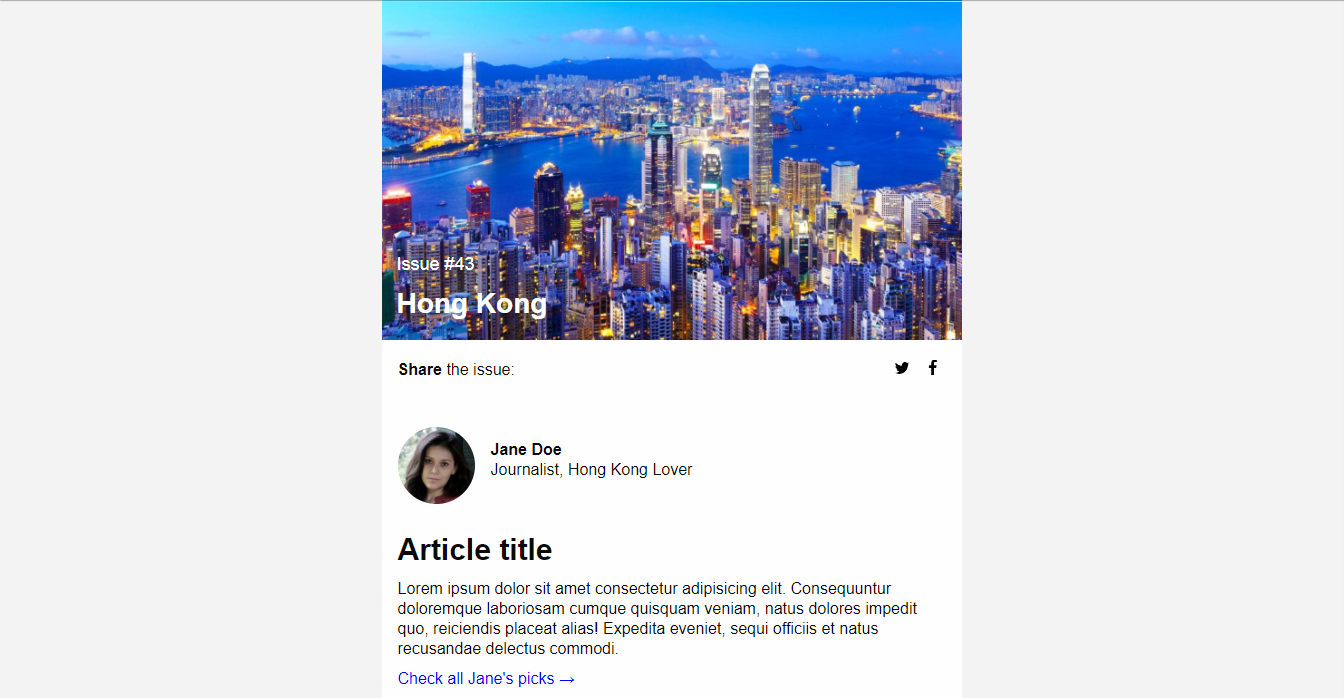 Issue #43
Hong Kong
Share the issue:
Jane Doe
Journalist, Hong Kong Lover
Article title
Lorem ipsum dolor sit amet consectetur adipisicing elit. Consequuntur
doloremque laboriosam cumque quisquam veniam, natus dolores impedit
quo, reiciendis placeat alias! Expedita eveniet, sequi officiis et natus
recusandae delectus commodi.
Check all Jane's picks →